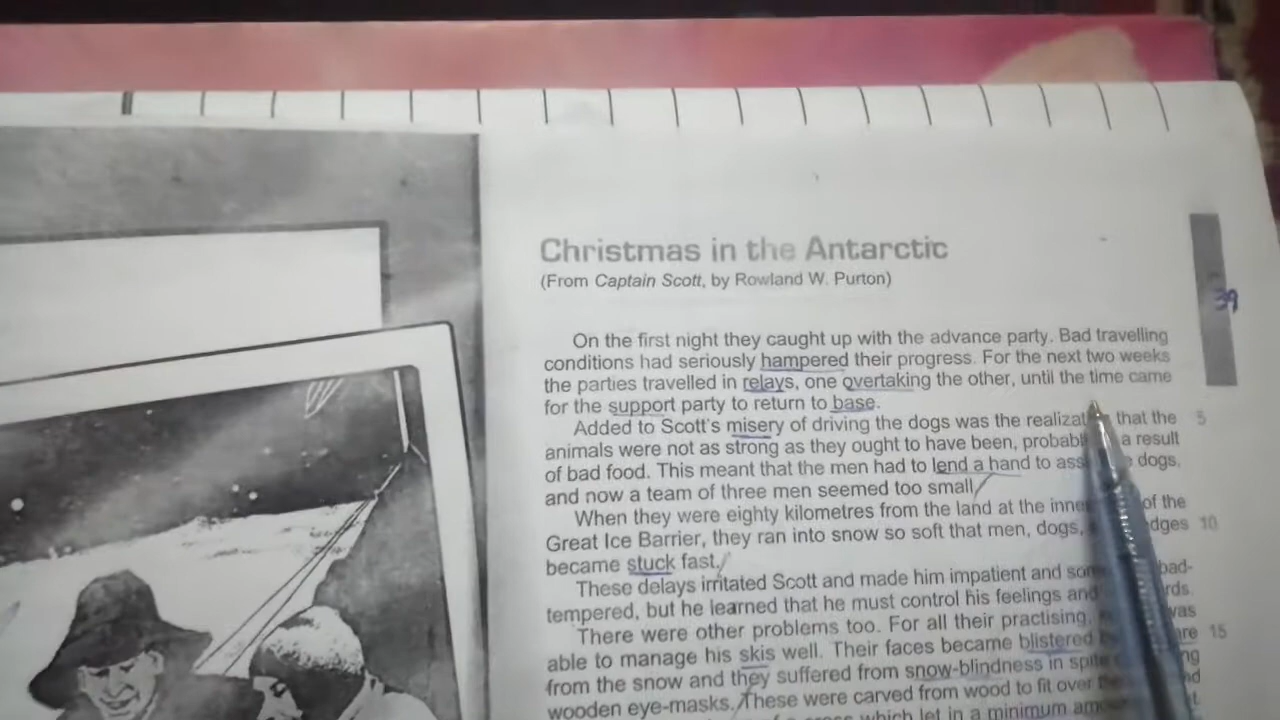 Christmas in the Antarctic
(From Captain Scott, by Rowland W. Purton)
39
On the first night they caught up with the advance party. Bad travelling
conditions had seriously hampered their progress. For the next two weeks
the parties travelled in relays, one overtaking the other, until the time came
for the support party to return to base.
Added to Scott's misery of driving the dogs was the that the 5
animals were not as strong as they ought to have been, a result
of bad food. This meant that the men had to lend a hand to dogs,
and now a team of three men seemed too small
When they were eighty kilometres from the land at the of the
Great Ice Barrier, they ran into snow so soft that men, dogs, 10
became stuck fast.
These delays irritated Scott and made him impatient and bad-
tempered, but he learned that he must control his feelings and
There were other problems too. For all their practising, was
able to manage his skis well. Their faces became blistered 15
from the snow and they suffered from snow-blindness in
wooden eye-masks. These were carved from wood to fit over
which let in a minimum